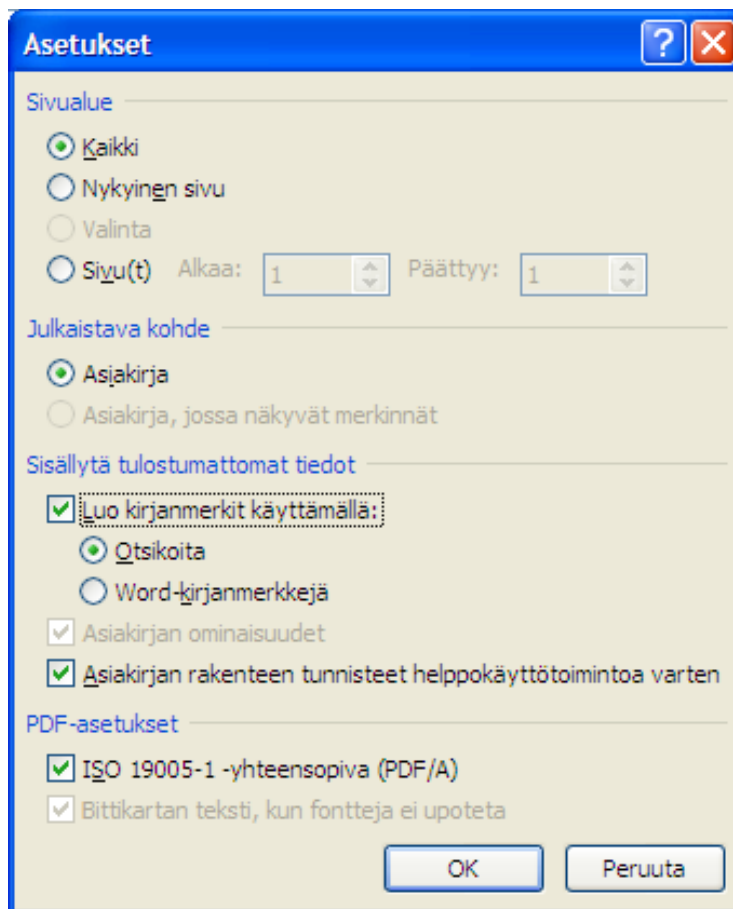 Asetukset
Sivualue
Kaikki
Nykyinen sivu
Valinta
Sivu(t) Alkaa: 1 Päättyy: 1
Julkaistava kohde
Asiakirja
Asiakirja, jossa näkyvät merkinnät
Sisällytä tulostumattomat tiedot
Luo kirjanmerkit käyttämällä:
Otsikoita
Word-kirjanmerkkejä
Asiakirjan ominaisuudet
Asiakirjan rakenteen tunnisteet helppokäyttötoimintoa varten
PDF-asetukset
ISO 19005-1 -yhteensopiva (PDF/A)
Bittikartan teksti, kun fontteja ei upoteta
OK Peruuta